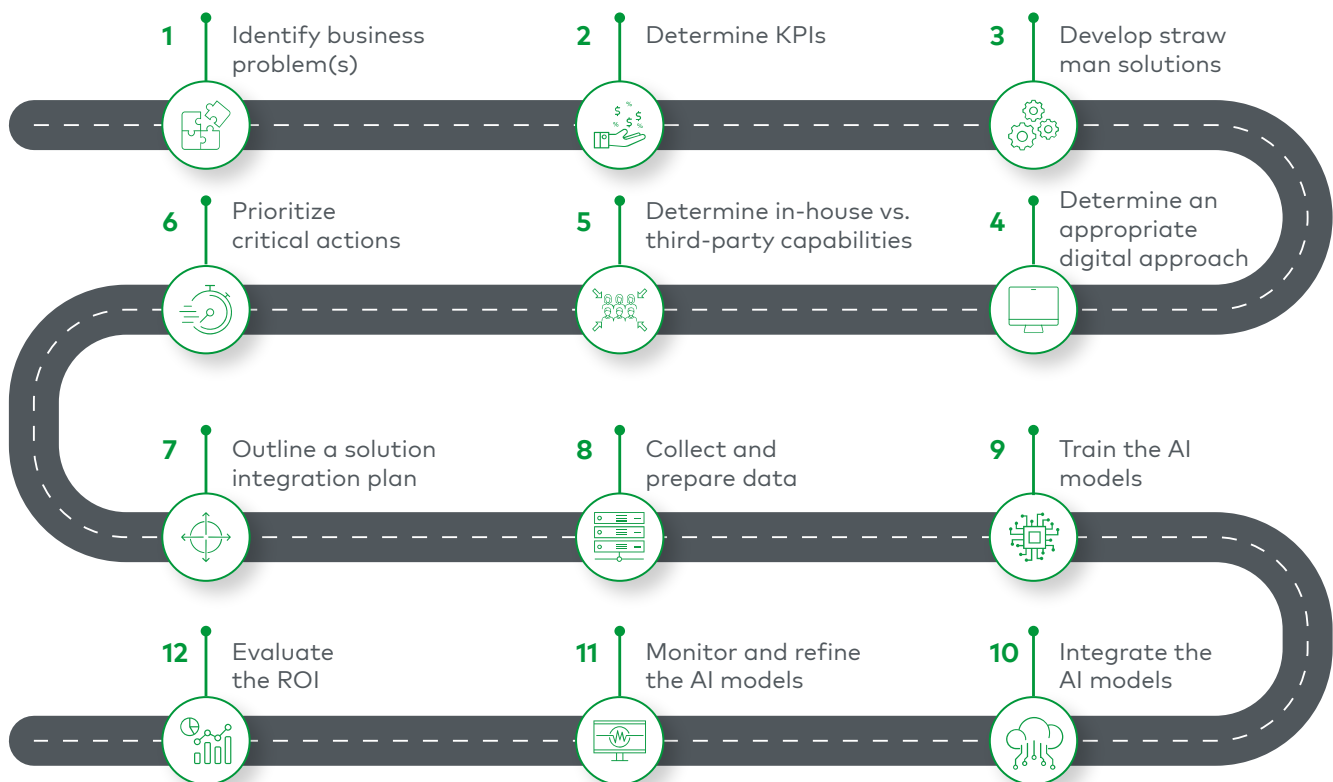 1
Identify business
problem(s)
2
Determine KPIs
3
Develop straw
man solutions
4
Determine an
appropriate
digital approach
5
Determine in-house vs.
third-party capabilities
6
Prioritize
critical actions
7
Outline a solution
integration plan
8
Collect and
prepare data
9
Train the AI
models
10
Integrate the
AI models
11
Monitor and refine
the AI models
12
Evaluate
the ROI